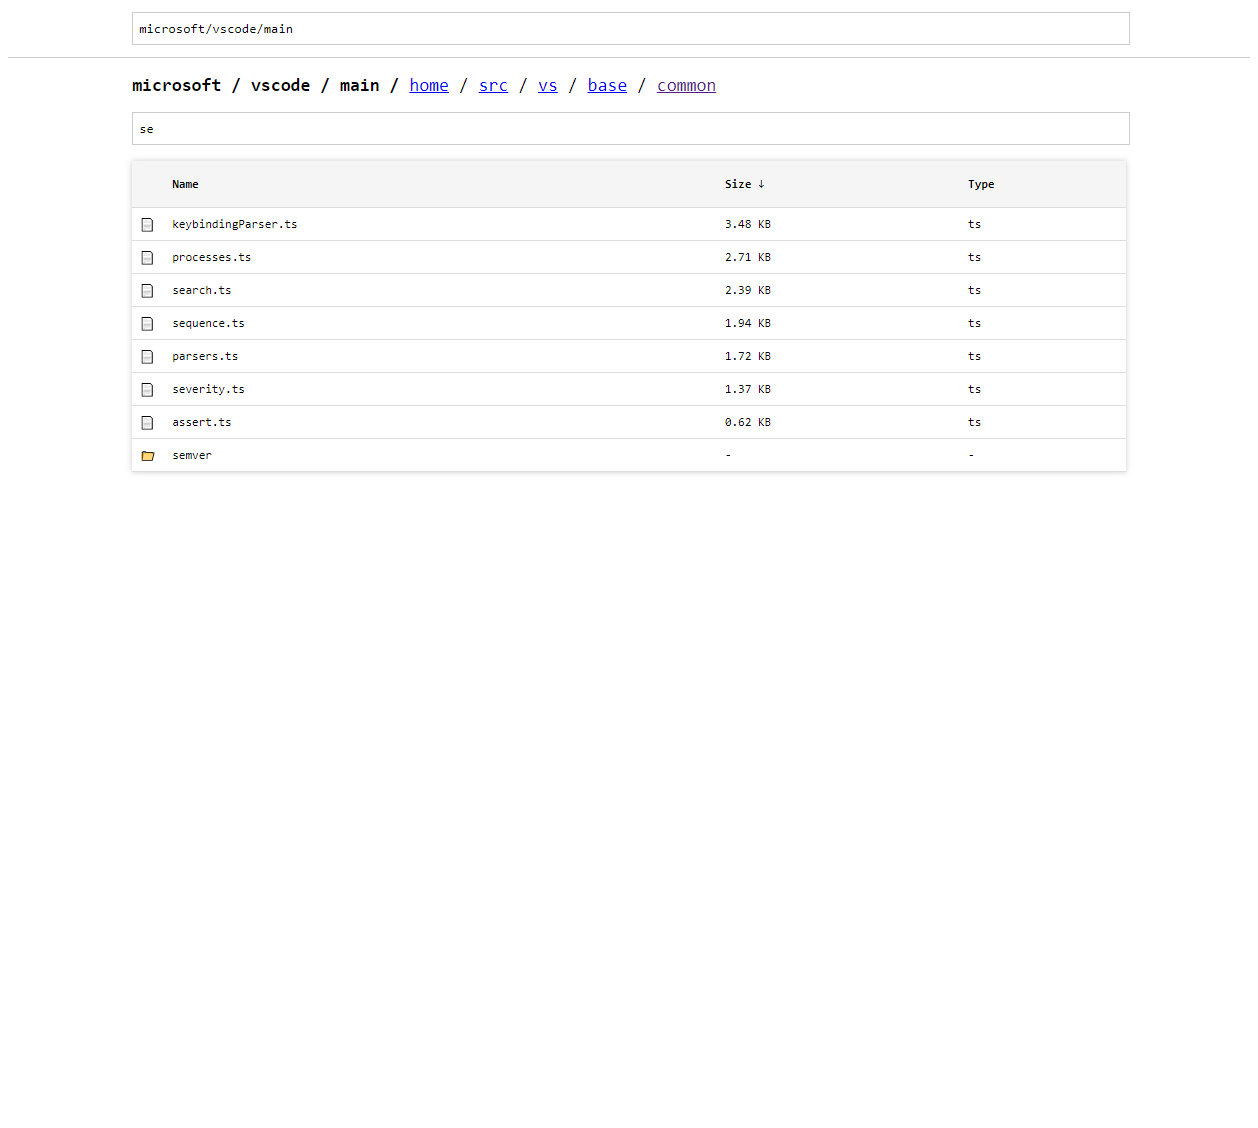 microsoft/vscode/main
microsoft / vscode / main / home / src / vs / base / common
se
Name Size ↓ Type
keybindingParser.ts 3.48 KB ts
processes.ts 2.71 KB ts
search.ts 2.39 KB ts
sequence.ts 1.94 KB ts
parsers.ts 1.72 KB ts
severity.ts 1.37 KB ts
assert.ts 0.62 KB ts
semver - -